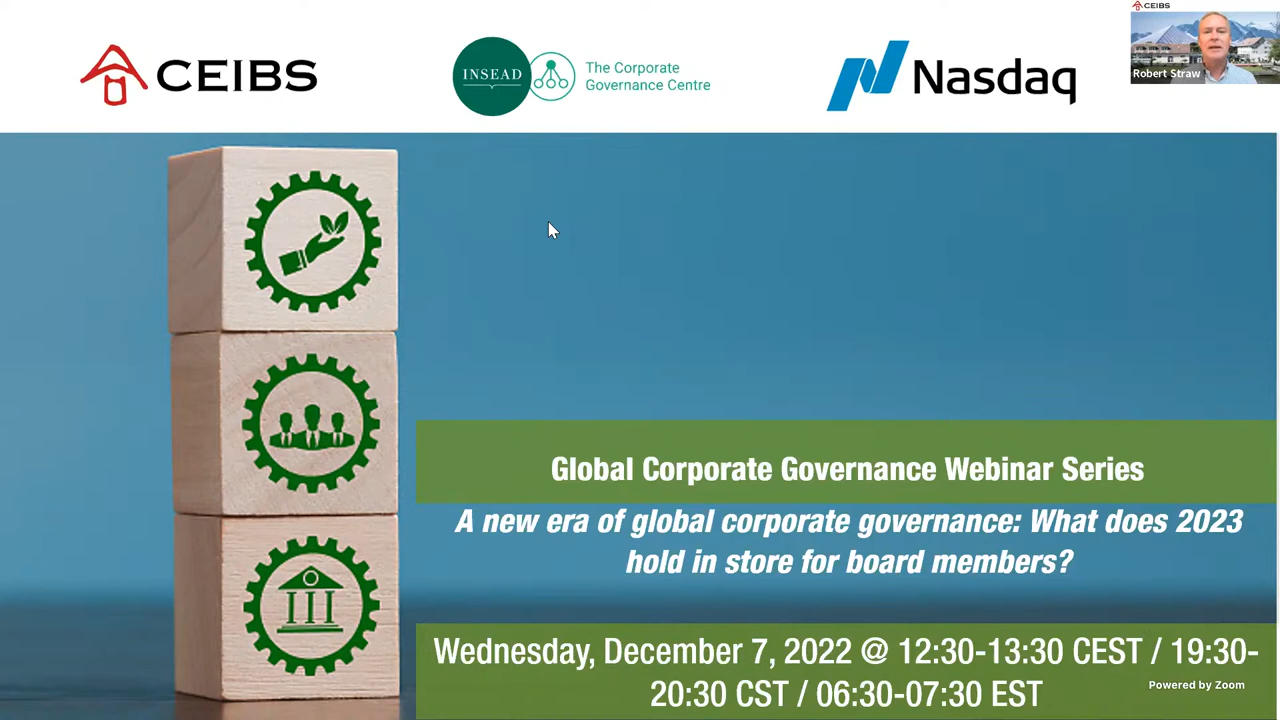 CEIBS
INSEAD
The Corporate
Governance Centre
Nasdaq
CEIBS
Robert Straw
Global Corporate Governance Webinar Series
A new era of global corporate governance: What does 2023
hold in store for board members?
Wednesday, December 7, 2022 @ 12:30-13:30 CEST / 19:30-
20:30 CST / 06:30-07:30 EST
Powered by Zoom